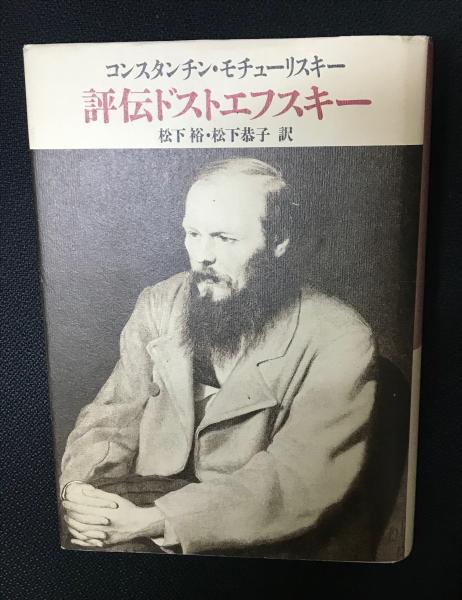 コンスタンチン・モチューリスキー
評伝ドストエフスキー
松下 裕・松下恭子 訳